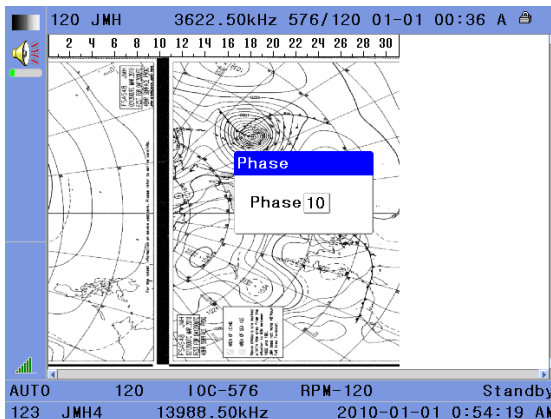 120 JMH 3622.50kHz 576/120 01-01 00:36 A
2 4 6 8 10 12 14 16 18 20 22 24 26 28 30
Phase
Phase 10
AUTO 120 IOC-576 RPM-120 Standby
123 JMH4 13988.50kHz 2010-01-01 0:54:19 AM